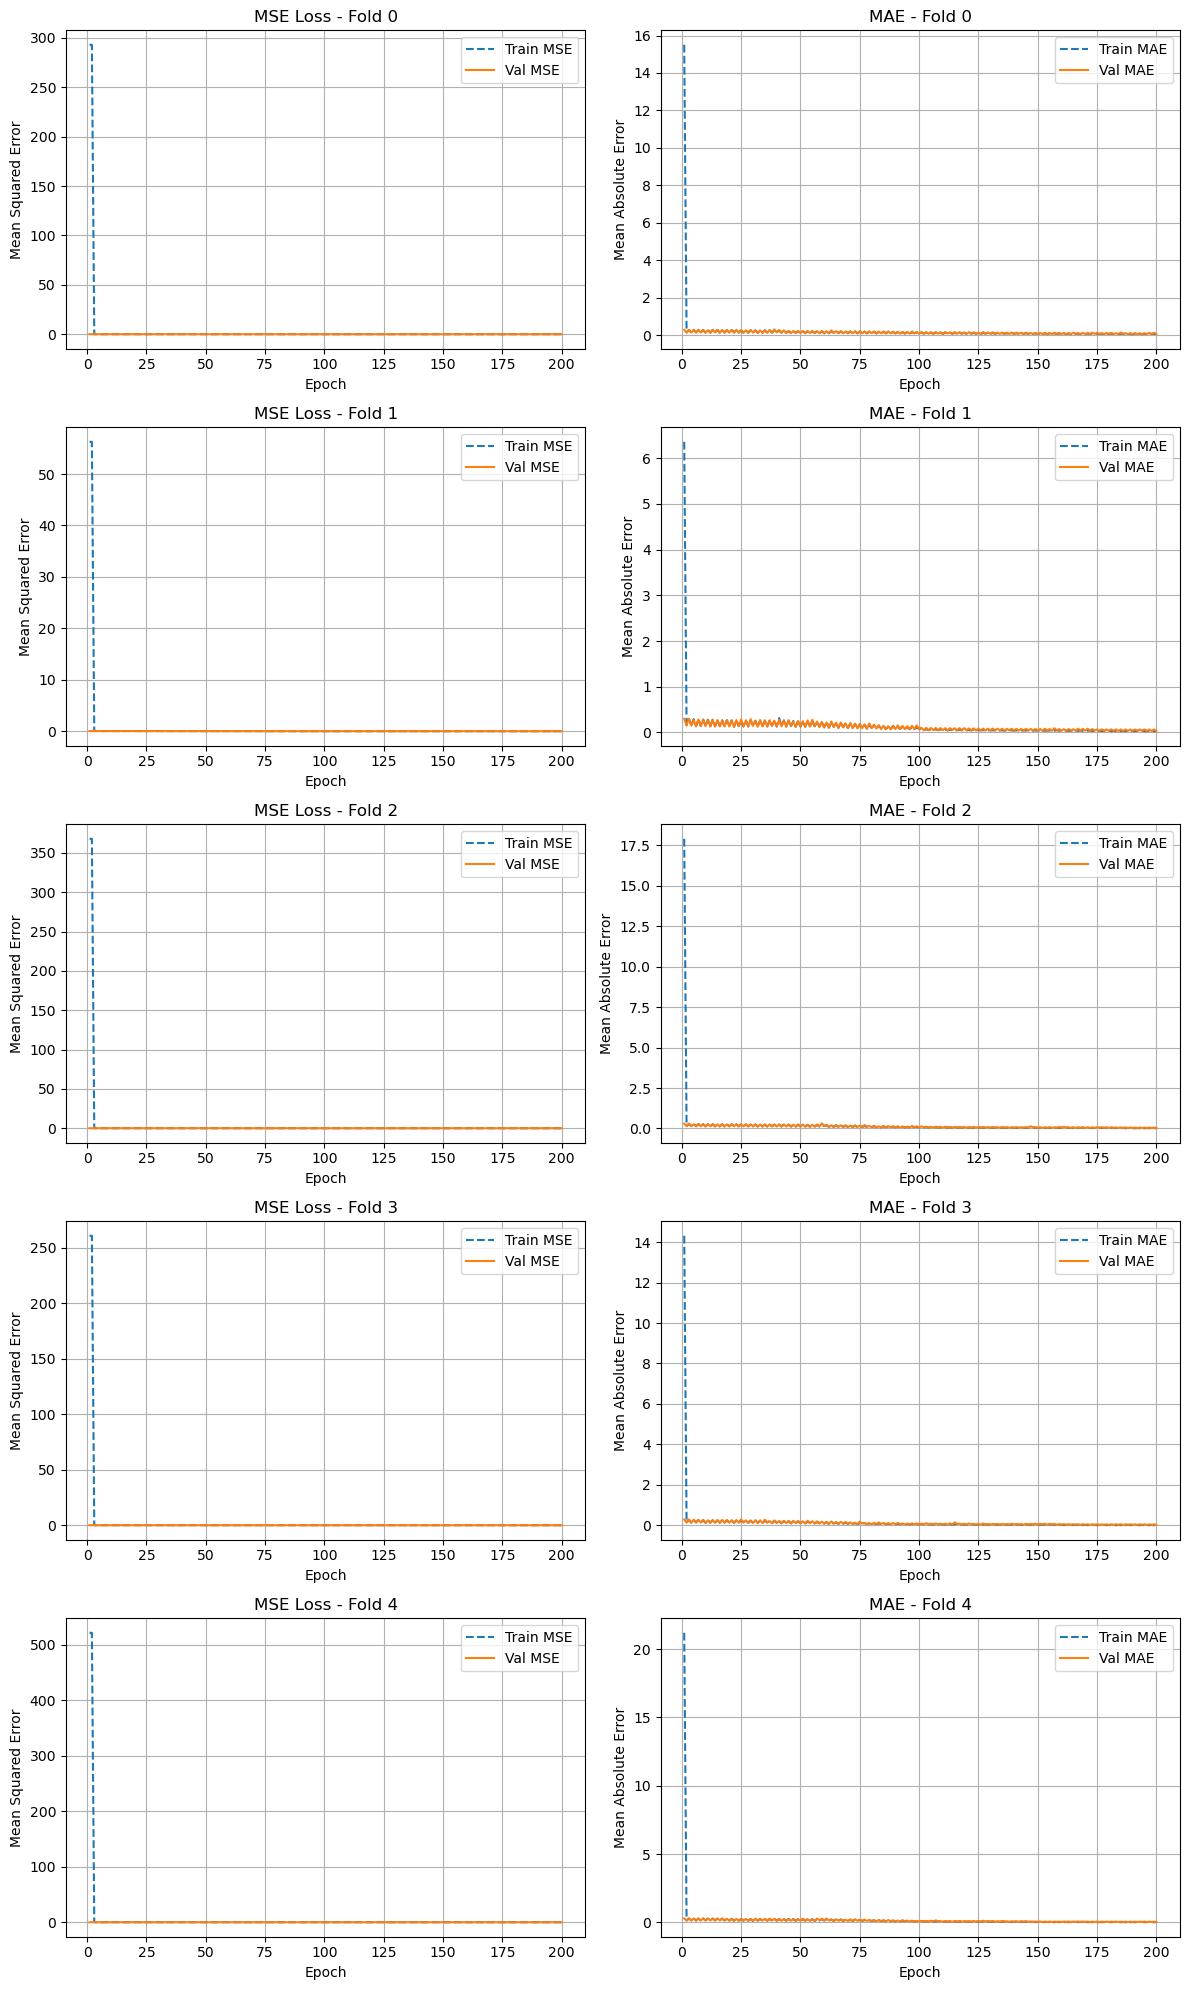 MSE Loss - Fold 0
Mean Squared Error
300
250
200
150
100
50
0
Train MSE
Val MSE
0 25 50 75 100 125 150 175 200
Epoch
MAE - Fold 0
Mean Absolute Error
16
14
12
10
8
6
4
2
0
Train MAE
Val MAE
0 25 50 75 100 125 150 175 200
Epoch
MSE Loss - Fold 1
Mean Squared Error
50
40
30
20
10
0
Train MSE
Val MSE
0 25 50 75 100 125 150 175 200
Epoch
MAE - Fold 1
Mean Absolute Error
6
5
4
3
2
1
0
Train MAE
Val MAE
0 25 50 75 100 125 150 175 200
Epoch
MSE Loss - Fold 2
Mean Squared Error
350
300
250
200
150
100
50
0
Train MSE
Val MSE
0 25 50 75 100 125 150 175 200
Epoch
MAE - Fold 2
Mean Absolute Error
17.5
15.0
12.5
10.0
7.5
5.0
2.5
0.0
Train MAE
Val MAE
0 25 50 75 100 125 150 175 200
Epoch
MSE Loss - Fold 3
Mean Squared Error
250
200
150
100
50
0
Train MSE
Val MSE
0 25 50 75 100 125 150 175 200
Epoch
MAE - Fold 3
Mean Absolute Error
14
12
10
8
6
4
2
0
Train MAE
Val MAE
0 25 50 75 100 125 150 175 200
Epoch
MSE Loss - Fold 4
Mean Squared Error
500
400
300
200
100
0
Train MSE
Val MSE
0 25 50 75 100 125 150 175 200
Epoch
MAE - Fold 4
Mean Absolute Error
20
15
10
5
0
Train MAE
Val MAE
0 25 50 75 100 125 150 175 200
Epoch